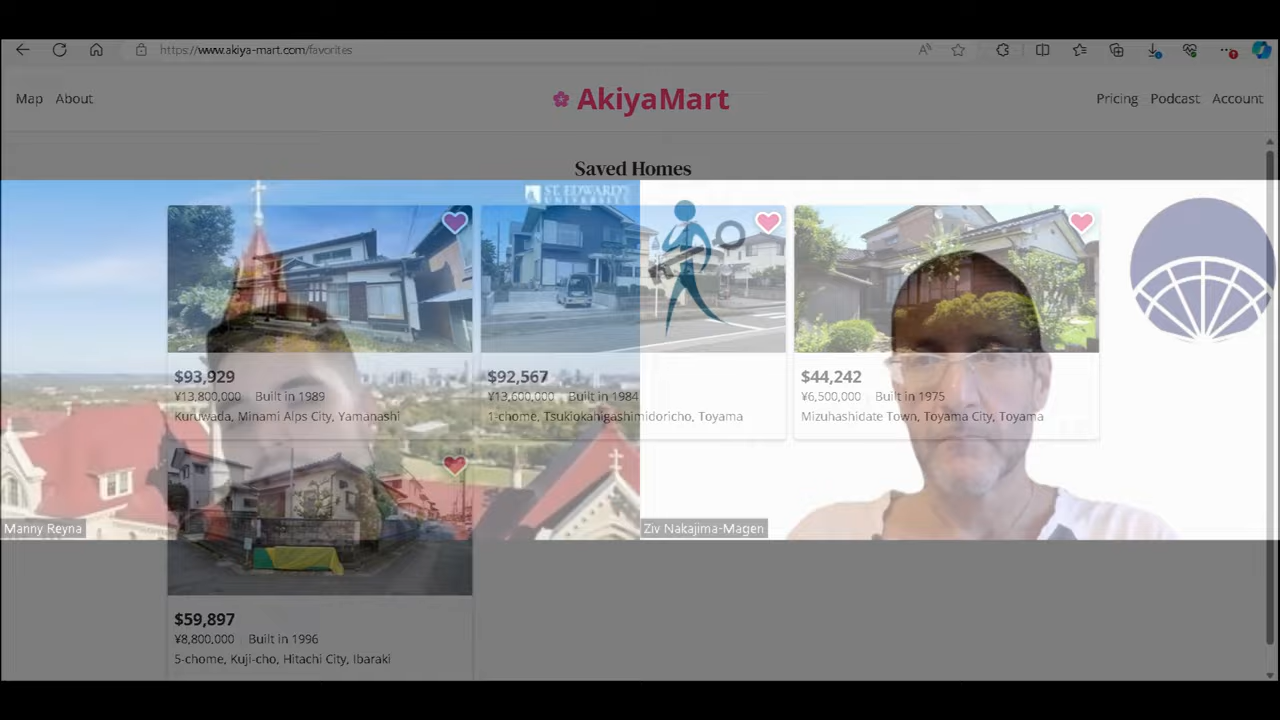 https://www.akiya-mart.com/favorites
Map About
AkiyaMart
Pricing Podcast Account
Saved Homes
ST. EDWARD'S
UNIVERSITY
$93,929
¥13,800,000 Built in 1989
Kuruwada, Minami Alps City, Yamanashi
$92,567
¥13,600,000 Built in 1984
1-chome, Tsukiokahigashimidoricho, Toyama
$44,242
¥6,500,000 Built in 1975
Mizuhashidate Town, Toyama City, Toyama
Manny Reyna
Ziv Nakajima-Magen
$59,897
¥8,800,000 Built in 1996
5-chome, Kuji-cho, Hitachi City, Ibaraki